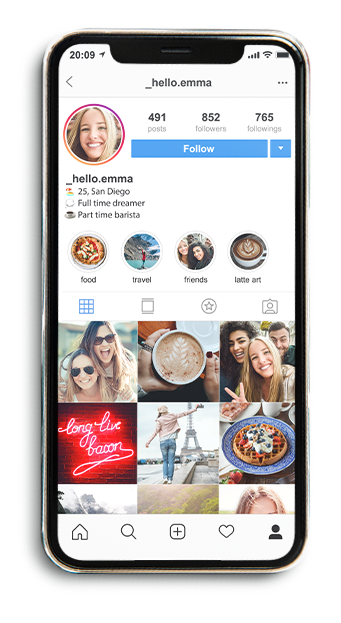 20:09
_hello.emma
491 852 765
posts followers followings
Follow
_hello.emma
25, San Diego
Full time dreamer
Part time barista
food travel friends latte art
long live
bacon